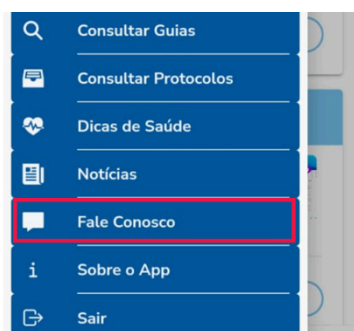 Consultar Guias
Consultar Protocolos
Dicas de Saúde
Notícias
Fale Conosco
Sobre o App
Sair